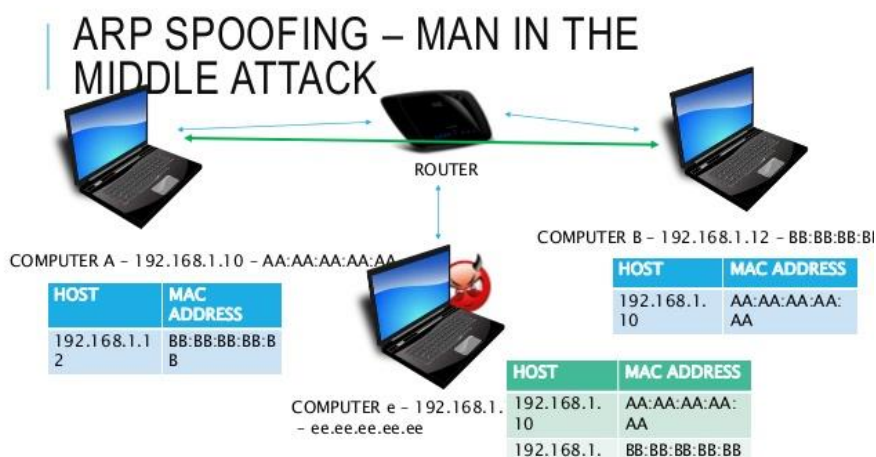 ARP SPOOFING – MAN IN THE
MIDDLE ATTACK
ROUTER
COMPUTER A – 192.168.1.10 – AA:AA:AA:AA:AA
COMPUTER B – 192.168.1.12 – BB:BB:BB:B
HOST MAC
ADDRESS
192.168.1.1 BB:BB:BB:BB:B
2 B
HOST MAC ADDRESS
192.168.1. AA:AA:AA:AA:
10 AA
COMPUTER e – 192.168.1.
– ee.ee.ee.ee.ee
HOST MAC ADDRESS
192.168.1. AA:AA:AA:AA:
10 AA
192.168.1. BB:BB:BB:BB:BB